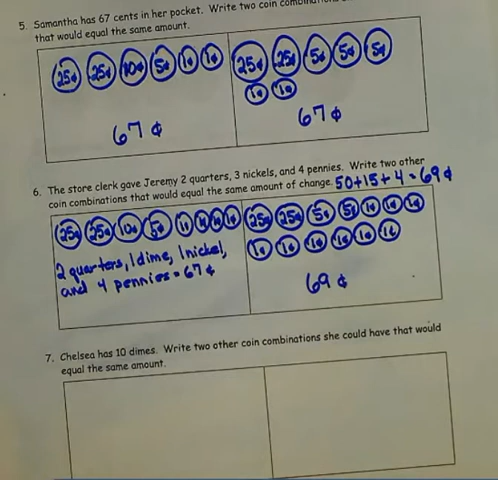 5. Samantha has 67 cents in her pocket. Write two coin
that would equal the same amount.
25¢ 25¢ 10¢ 5¢ 1¢ 1¢
67 ¢
25¢ 25¢ 5¢ 5¢ 5¢
1¢ 1¢
67 ¢
6. The store clerk gave Jeremy 2 quarters, 3 nickels, and 4 pennies. Write two other
coin combinations that would equal the same amount of change. 50+15+4=69¢
25¢ 25¢ 10¢ 5¢ 1¢ 1¢ 1¢ 1¢
2 quarters, 1 dime, 1 nickel,
and 4 pennies = 67 ¢
25¢ 25¢ 5¢ 5¢ 1¢ 1¢ 1¢
1¢ 1¢ 1¢ 1¢ 1¢ 1¢
69 ¢
7. Chelsea has 10 dimes. Write two other coin combinations she could have that would
equal the same amount.